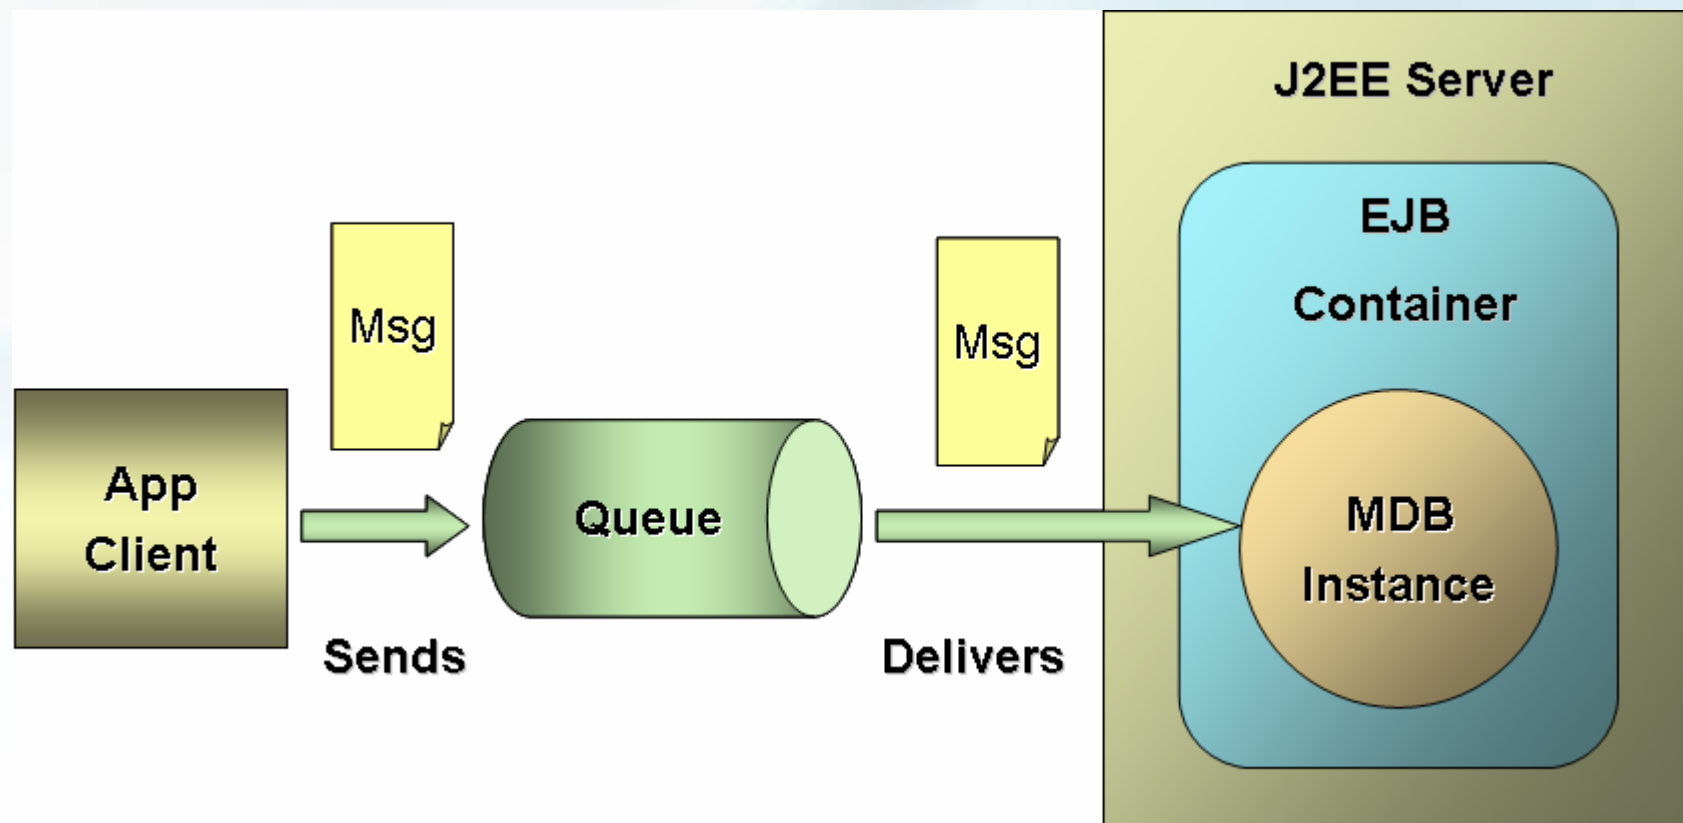 J2EE Server
EJB
Container
Msg
Msg
App
Client
Queue
MDB
Instance
Sends
Delivers